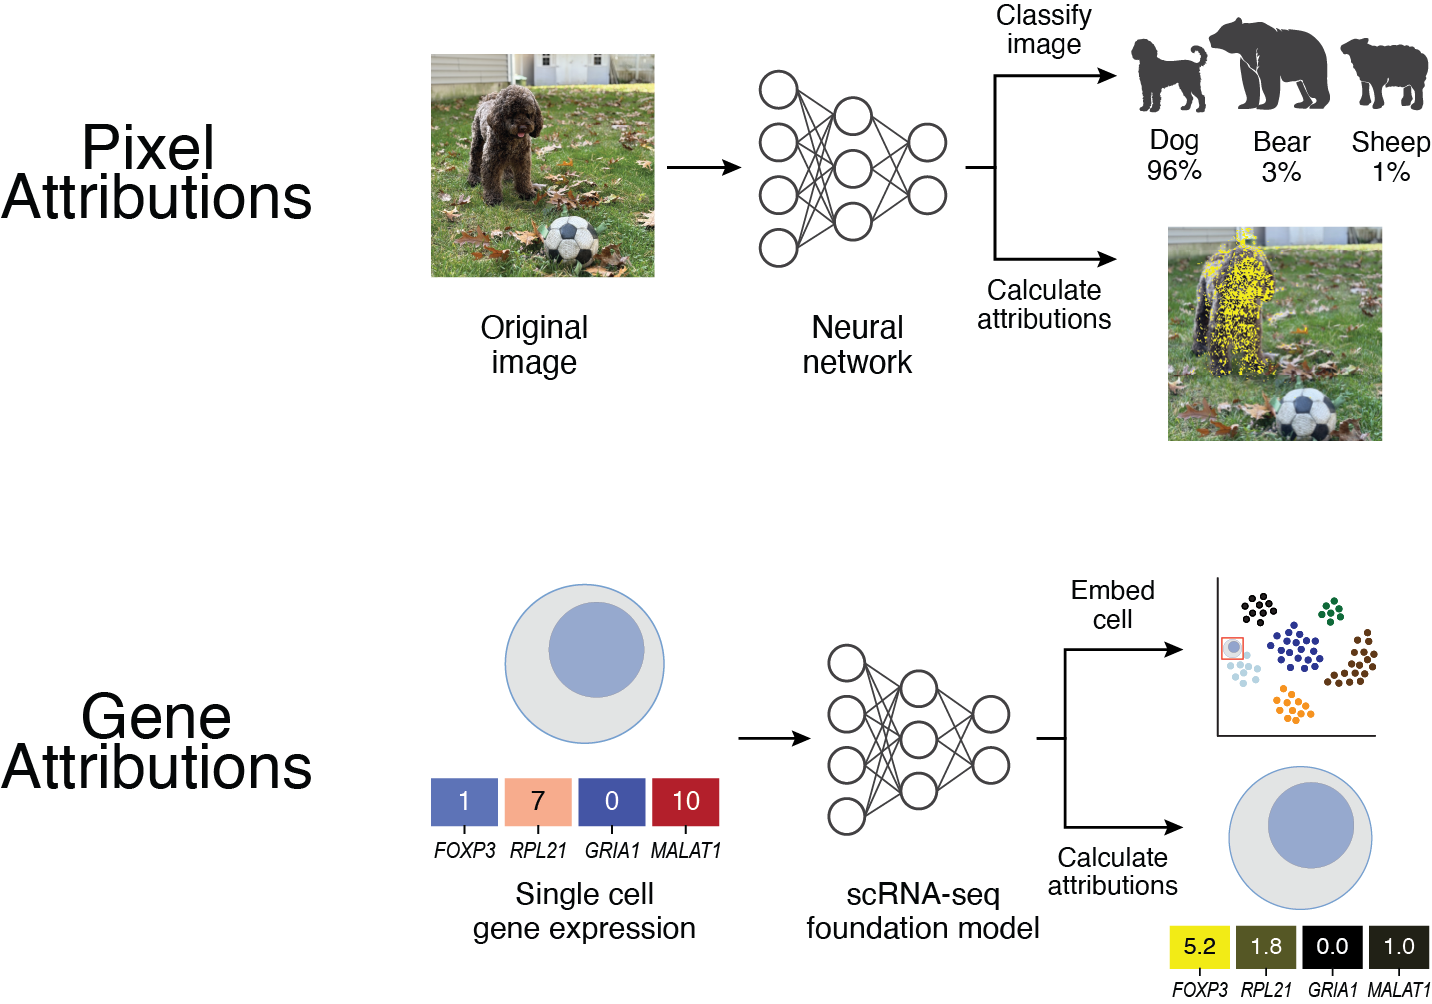 Pixel
Attributions
Original
image
Neural
network
Classify
image
Dog
96%
Bear
3%
Sheep
1%
Calculate
attributions
Gene
Attributions
1
7
0
10
FOXP3
RPL21
GRIA1
MALAT1
Single cell
gene expression
scRNA-seq
foundation model
Embed
cell
Calculate
attributions
5.2
1.8
0.0
1.0
FOXP3
RPL21
GRIA1
MALAT1